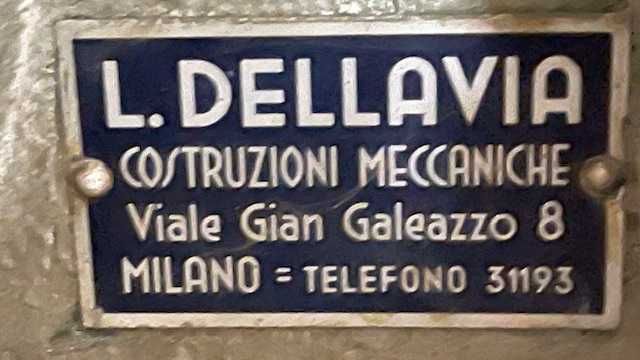 L. DELLAVIA
COSTRUZIONI MECCANICHE
Viale Gian Galeazzo 8
MILANO = TELEFONO 31193